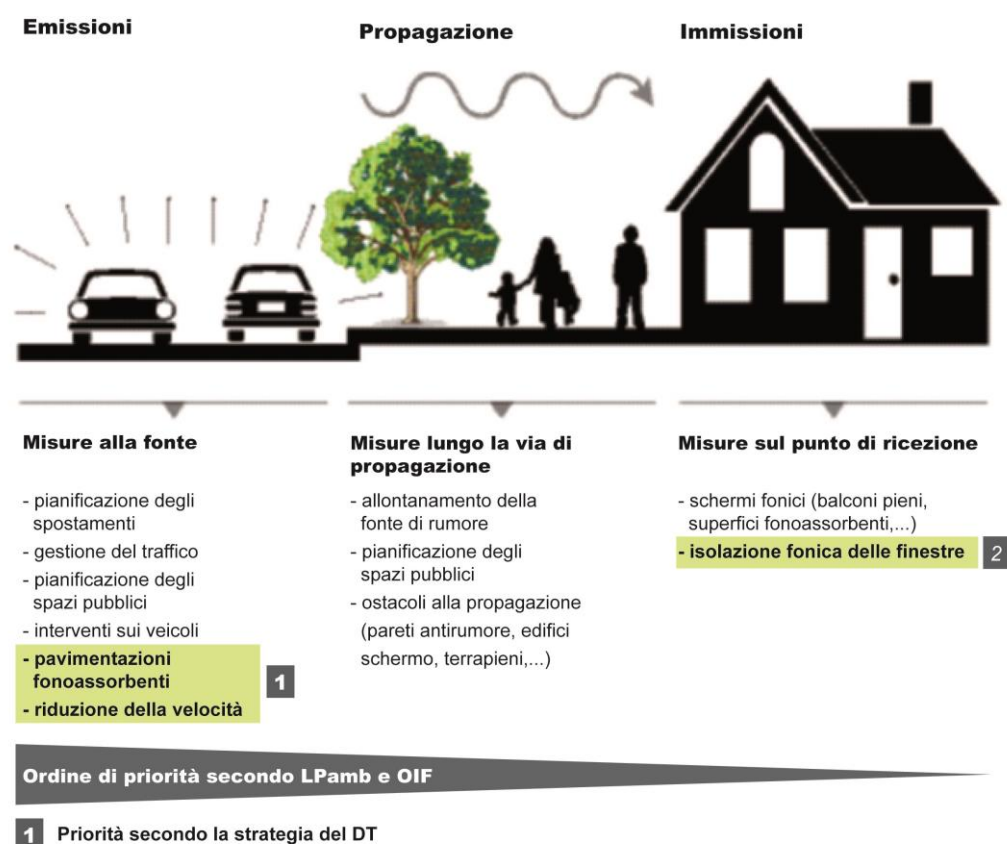 Emissioni
Propagazione
Immissioni
Misure alla fonte
- pianificazione degli
spostamenti
- gestione del traffico
- pianificazione degli
spazi pubblici
- interventi sui veicoli
- pavimentazioni
fonoassorbenti
- riduzione della velocità
1
Misure lungo la via di
propagazione
- allontanamento della
fonte di rumore
- pianificazione degli
spazi pubblici
- ostacoli alla propagazione
(pareti antirumore, edifici
schermo, terrapieni,...)
Misure sul punto di ricezione
- schermi fonici (balconi pieni,
superfici fonoassorbenti,...)
- isolazione fonica delle finestre
2
Ordine di priorità secondo LPamb e OIF
1 Priorità secondo la strategia del DT